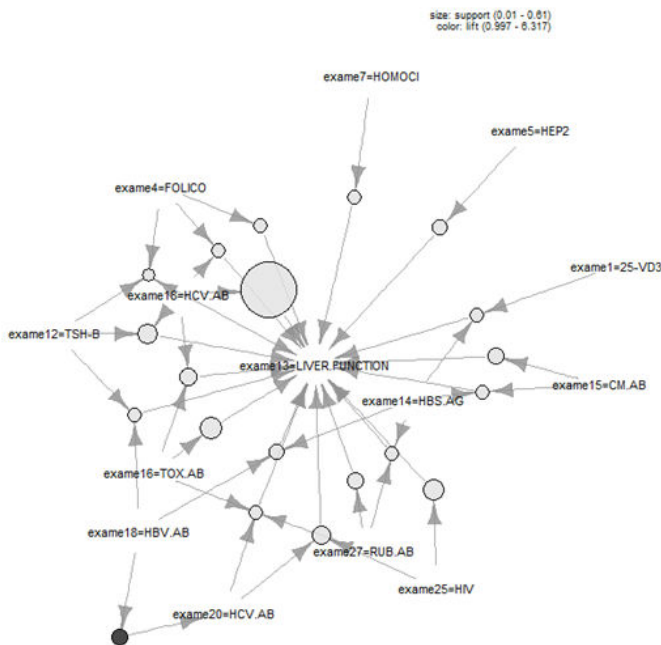 size: support (0.01 - 0.61)
color: lift (0.997 - 6.317)
exame7=HOMOCI
exame5=HEP2
exame4=FOLICO
exame1=25-VD3
exame16=HCV.AB
exame12=TSH-B
exame13=LIVER.FUNCTION
exame15=CM.AB
exame14=HBS.AG
exame16=TOX.AB
exame18=HBV.AB
exame27=RUB.AB
exame25=HIV
exame20=HCV.AB